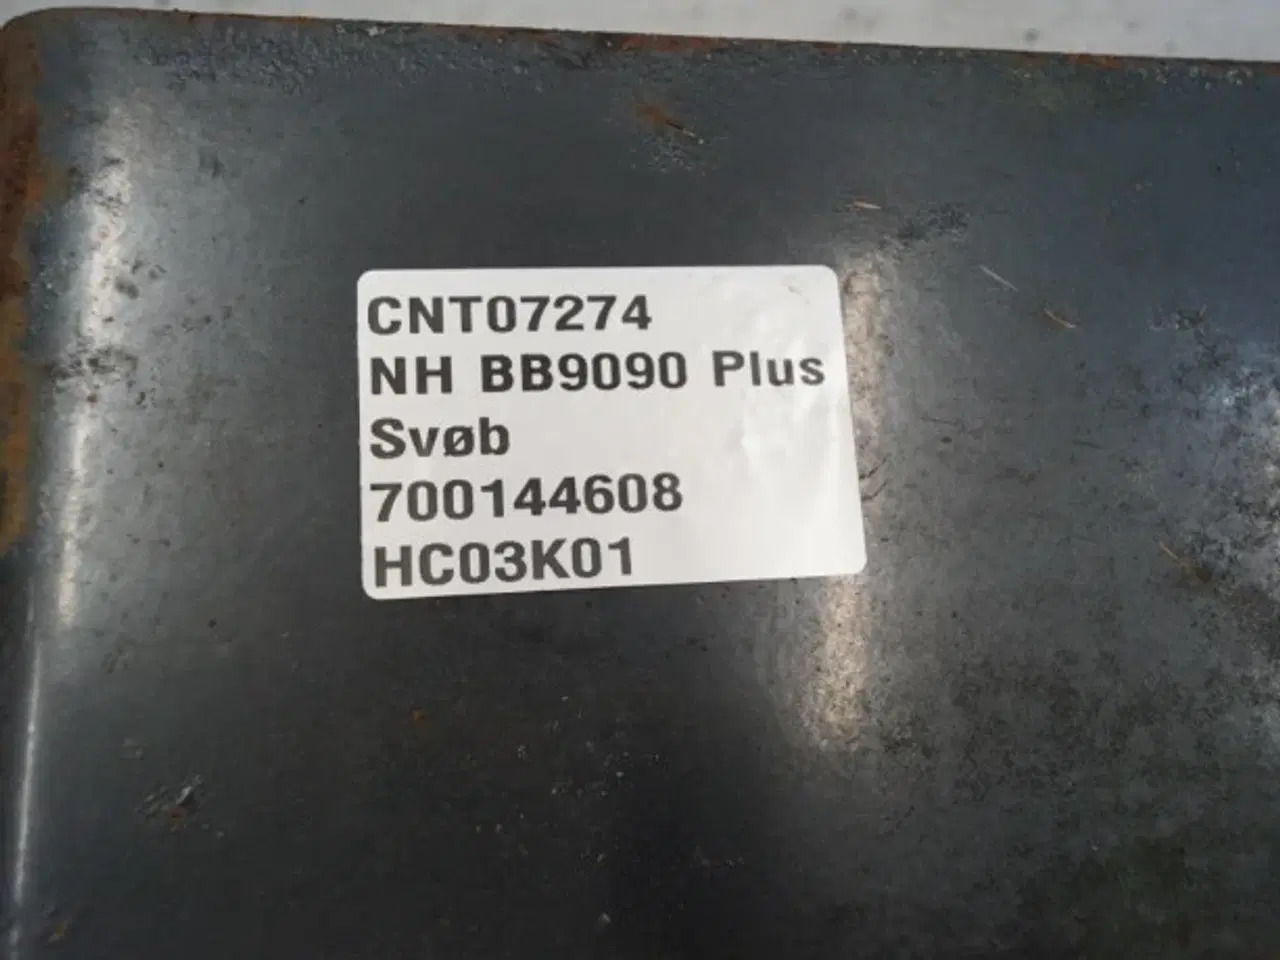 CNT07274
NH BB9090 Plus
Svøb
700144608
HC03K01